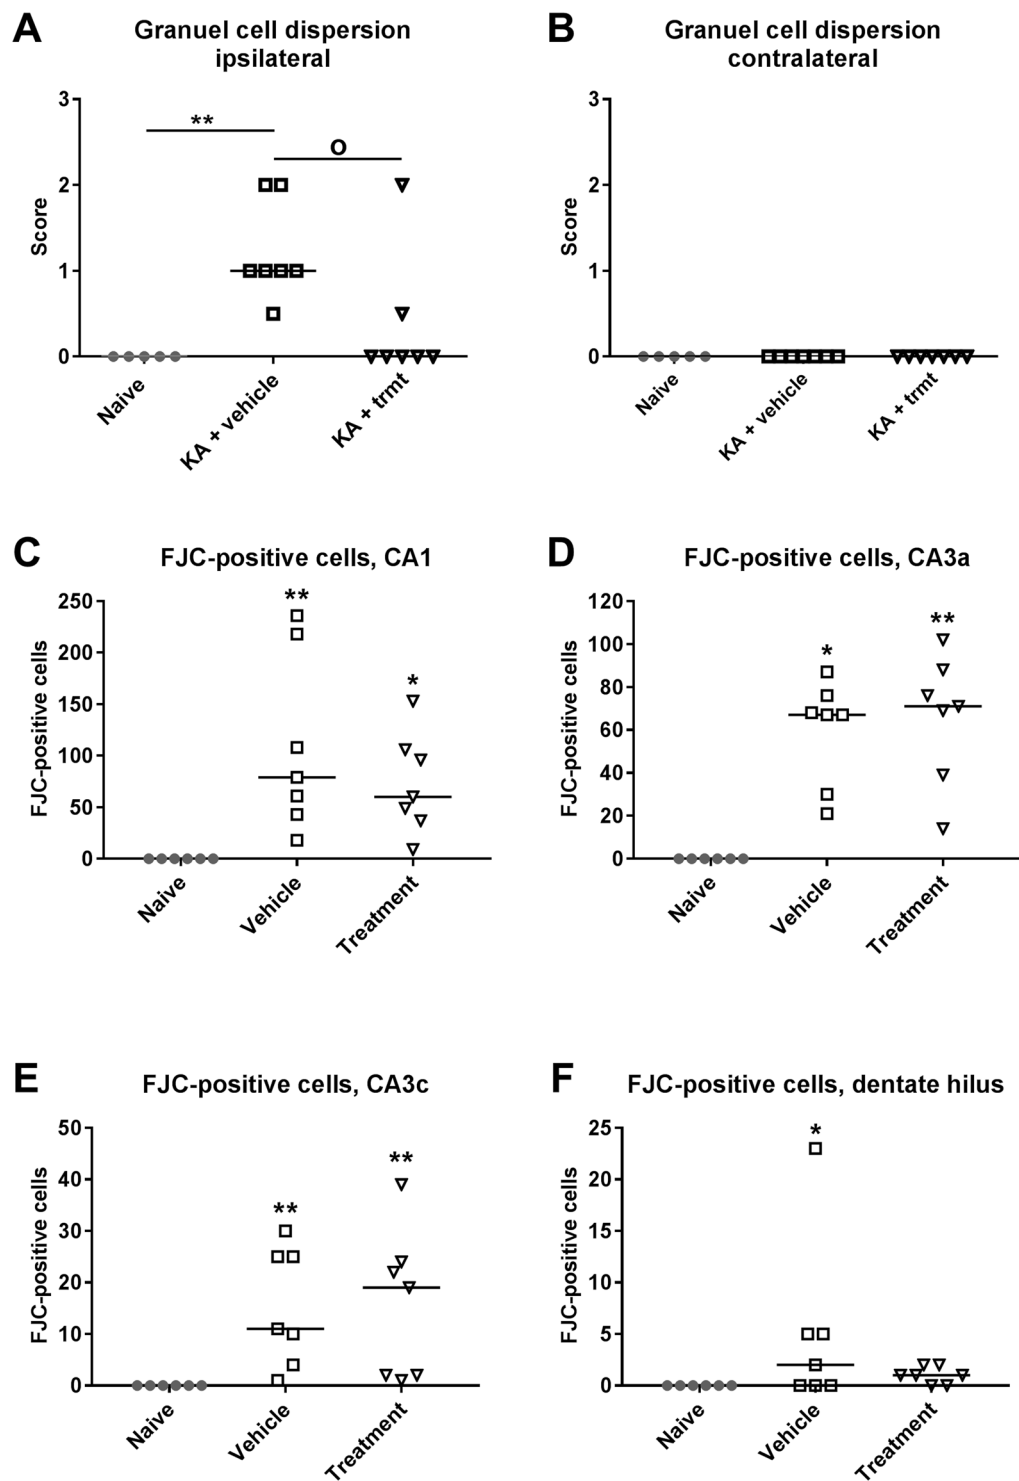 A
Granuel cell dispersion
ipsilateral
Score
3
2
1
0
**
O
Naive
KA + vehicle
KA + trmt
B
Granuel cell dispersion
contralateral
Score
3
2
1
0
Naive
KA + vehicle
KA + trmt
C
FJC-positive cells, CA1
FJC-positive cells
250
200
150
100
50
0
**
*
Naive
Vehicle
Treatment
D
FJC-positive cells, CA3a
FJC-positive cells
120
100
80
60
40
20
0
*
**
Naive
Vehicle
Treatment
E
FJC-positive cells, CA3c
FJC-positive cells
50
40
30
20
10
0
**
**
Naive
Vehicle
Treatment
F
FJC-positive cells, dentate hilus
FJC-positive cells
25
20
15
10
5
0
*
Naive
Vehicle
Treatment